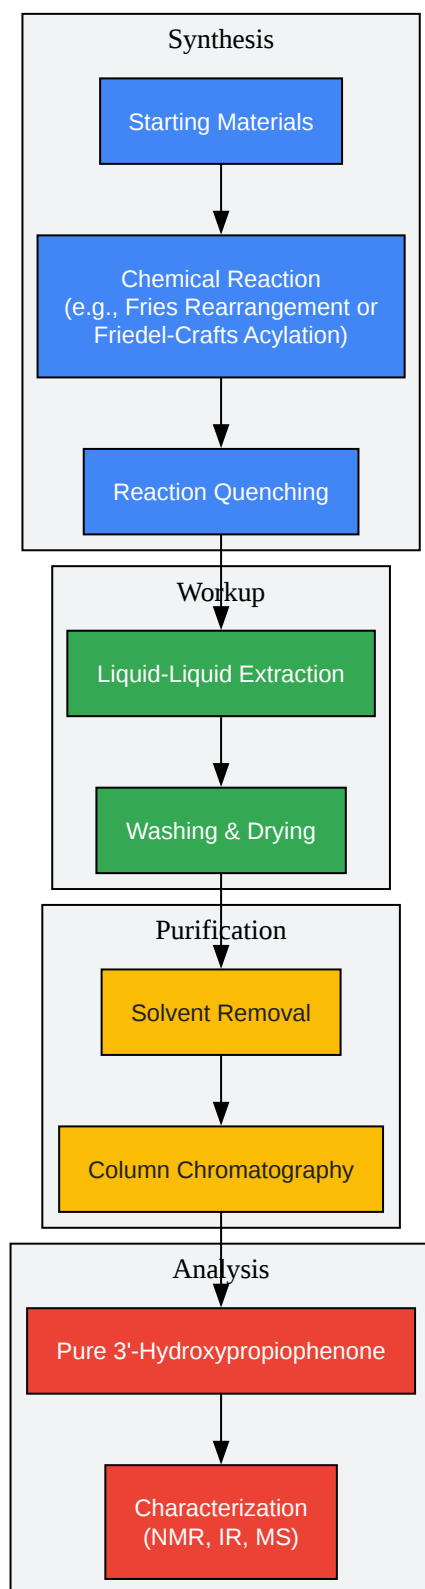 Synthesis
Starting Materials
Chemical Reaction
(e.g., Fries Rearrangement or
Friedel-Crafts Acylation)
Reaction Quenching
Workup
Liquid-Liquid Extraction
Washing & Drying
Purification
Solvent Removal
Column Chromatography
Analysis
Pure 3'-Hydroxypropiophenone
Characterization
(NMR, IR, MS)